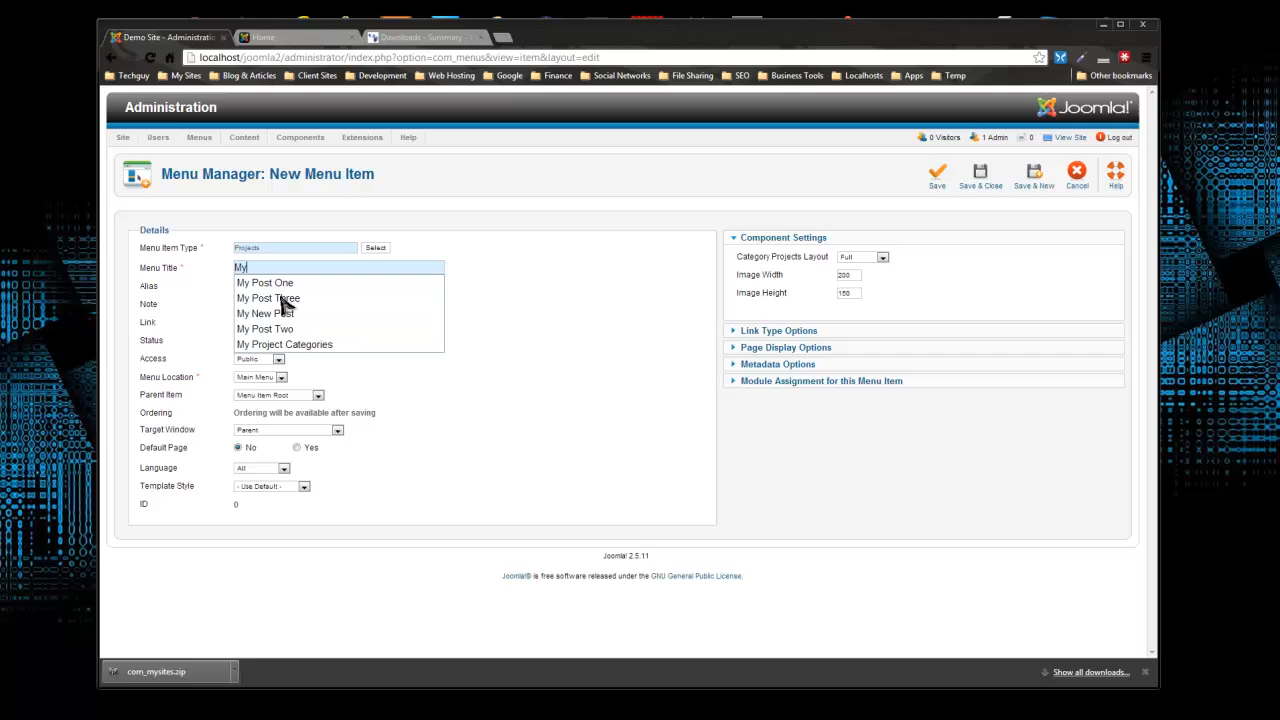 Demo Site - Administratio
Home
Downloads - Summary -
localhost/joomla2/administrator/index.php?option=com_menus&view=item&layout=edit
Techguy My Sites Blog & Articles Client Sites Development Web Hosting Google Finance Social Networks File Sharing SEO Business Tools Localhosts Apps Temp Other bookmarks
Administration
Joomla!
Site Users Menus Content Components Extensions Help
0 Visitors 1 Admin 0 View Site Log out
Menu Manager: New Menu Item
Save Save & Close Save & New Cancel Help
Details
Menu Item Type * Projects Select
Menu Title * My
My Post One
My Post Three
My New Post
My Post Two
My Project Categories
Alias
Note
Link
Status
Access Public
Menu Location * Main Menu
Parent Item Menu Item Root
Ordering Ordering will be available after saving
Target Window Parent
Default Page No Yes
Language All
Template Style - Use Default -
ID 0
Component Settings
Category Projects Layout Full
Image Width 200
Image Height 150
Link Type Options
Page Display Options
Metadata Options
Module Assignment for this Menu Item
Joomla! 2.5.11
Joomla!® is free software released under the GNU General Public License.
com_mysites.zip
Show all downloads...